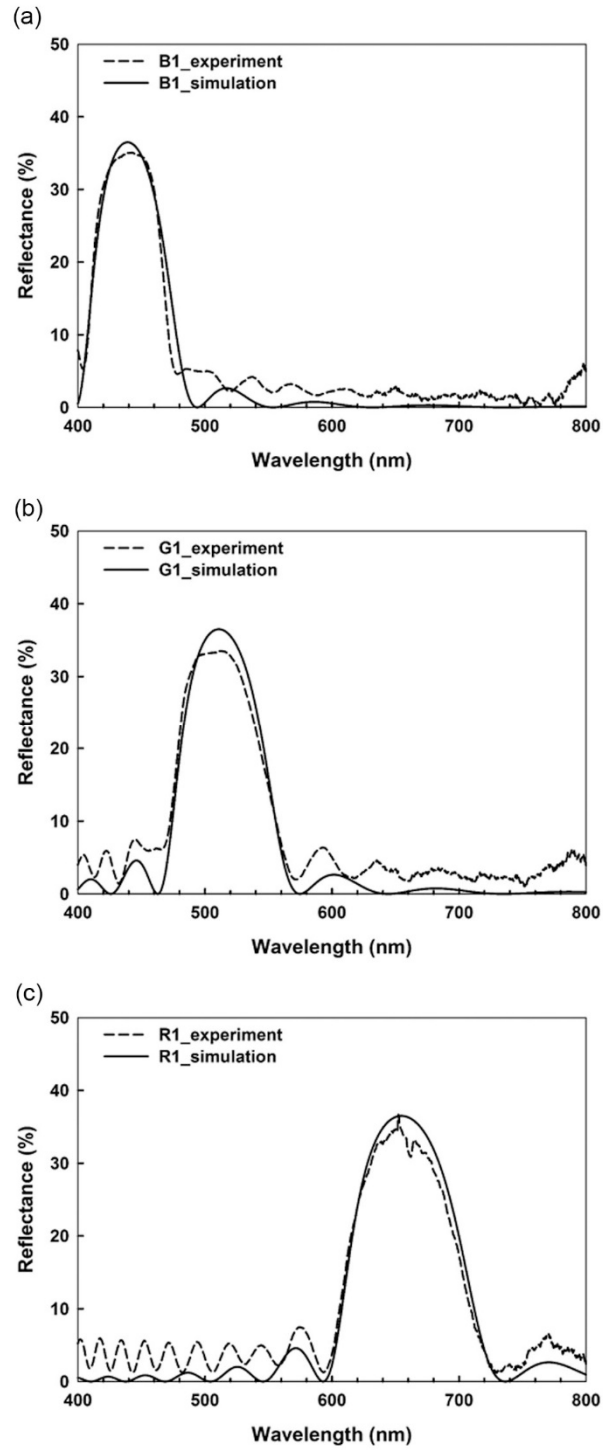 (a)
50
B1_experiment
B1_simulation
40
30
20
10
0
Reflectance (%)
400 500 600 700 800
Wavelength (nm)
(b)
50
G1_experiment
G1_simulation
40
30
20
10
0
Reflectance (%)
400 500 600 700 800
Wavelength (nm)
(c)
50
R1_experiment
R1_simulation
40
30
20
10
0
Reflectance (%)
400 500 600 700 800
Wavelength (nm)